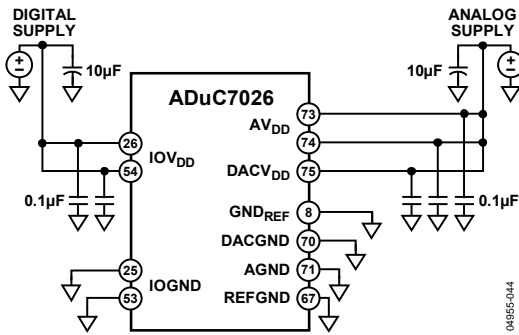 DIGITAL
SUPPLY
ANALOG
SUPPLY
10µF
10µF
ADuC7026
73
AVDD
74
26
IOVDD
54
DACVDD
75
0.1µF
0.1µF
GNDREF
8
DACGND
70
25
IOGND
AGND
71
53
REFGND
67
04955-044